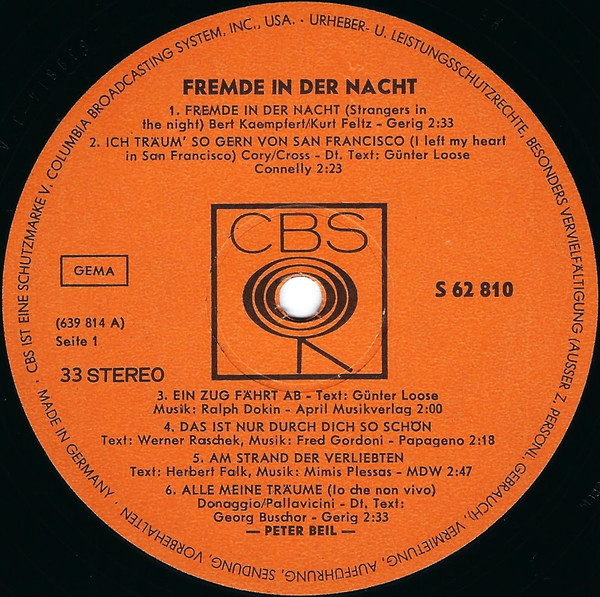 CBS IST EINE SCHUTZMARKE V. COLUMBIA BROADCASTING SYSTEM, INC., USA. - URHEBER- U. LEISTUNGSSCHUTZRECHTE, BESONDERS VERVIELFÄLTIGUNG (AUSSER Z. PERSÖNL. GEBRAUCH), VERMIETUNG, AUFFÜHRUNG, SENDUNG, VORBEHALTEN · MADE IN GERMANY ·
FREMDE IN DER NACHT
1. FREMDE IN DER NACHT (Strangers in
the night) Bert Kaempfert/Kurt Feltz - Gerig 2:33
2. ICH TRÄUM' SO GERN VON SAN FRANCISCO (I left my heart
in San Francisco) Cory/Cross - Dt. Text: Günter Loose
Connelly 2:23
CBS
GEMA
S 62 810
(639 814 A)
Seite 1
33 STEREO
3. EIN ZUG FÄHRT AB - Text: Günter Loose
Musik: Ralph Dokin - April Musikverlag 2:00
4. DAS IST NUR DURCH DICH SO SCHÖN
Text: Werner Raschek, Musik: Fred Gordoni - Papageno 2:18
5. AM STRAND DER VERLIEBTEN
Text: Herbert Falk, Musik: Mimis Plessas - MDW 2:47
6. ALLE MEINE TRÄUME (Io che non vivo)
Donaggio/Pallavicini - Dt. Text:
Georg Buschor - Gerig 2:33
— PETER BEIL —